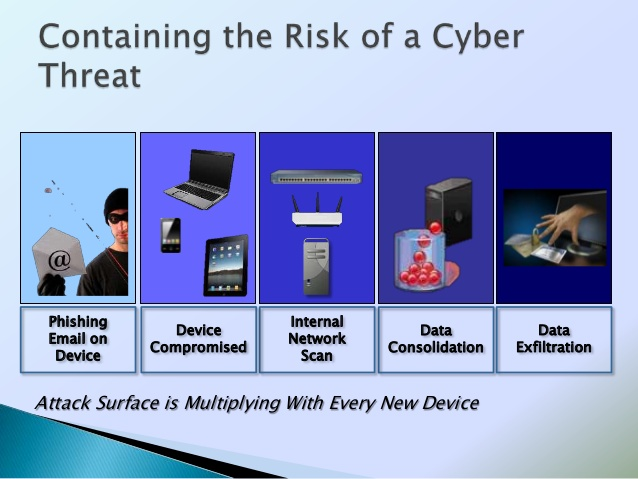 Containing the Risk of a Cyber
Threat
@
Phishing
Email on
Device
Device
Compromised
Internal
Network
Scan
Data
Consolidation
Data
Exfiltration
Attack Surface is Multiplying With Every New Device